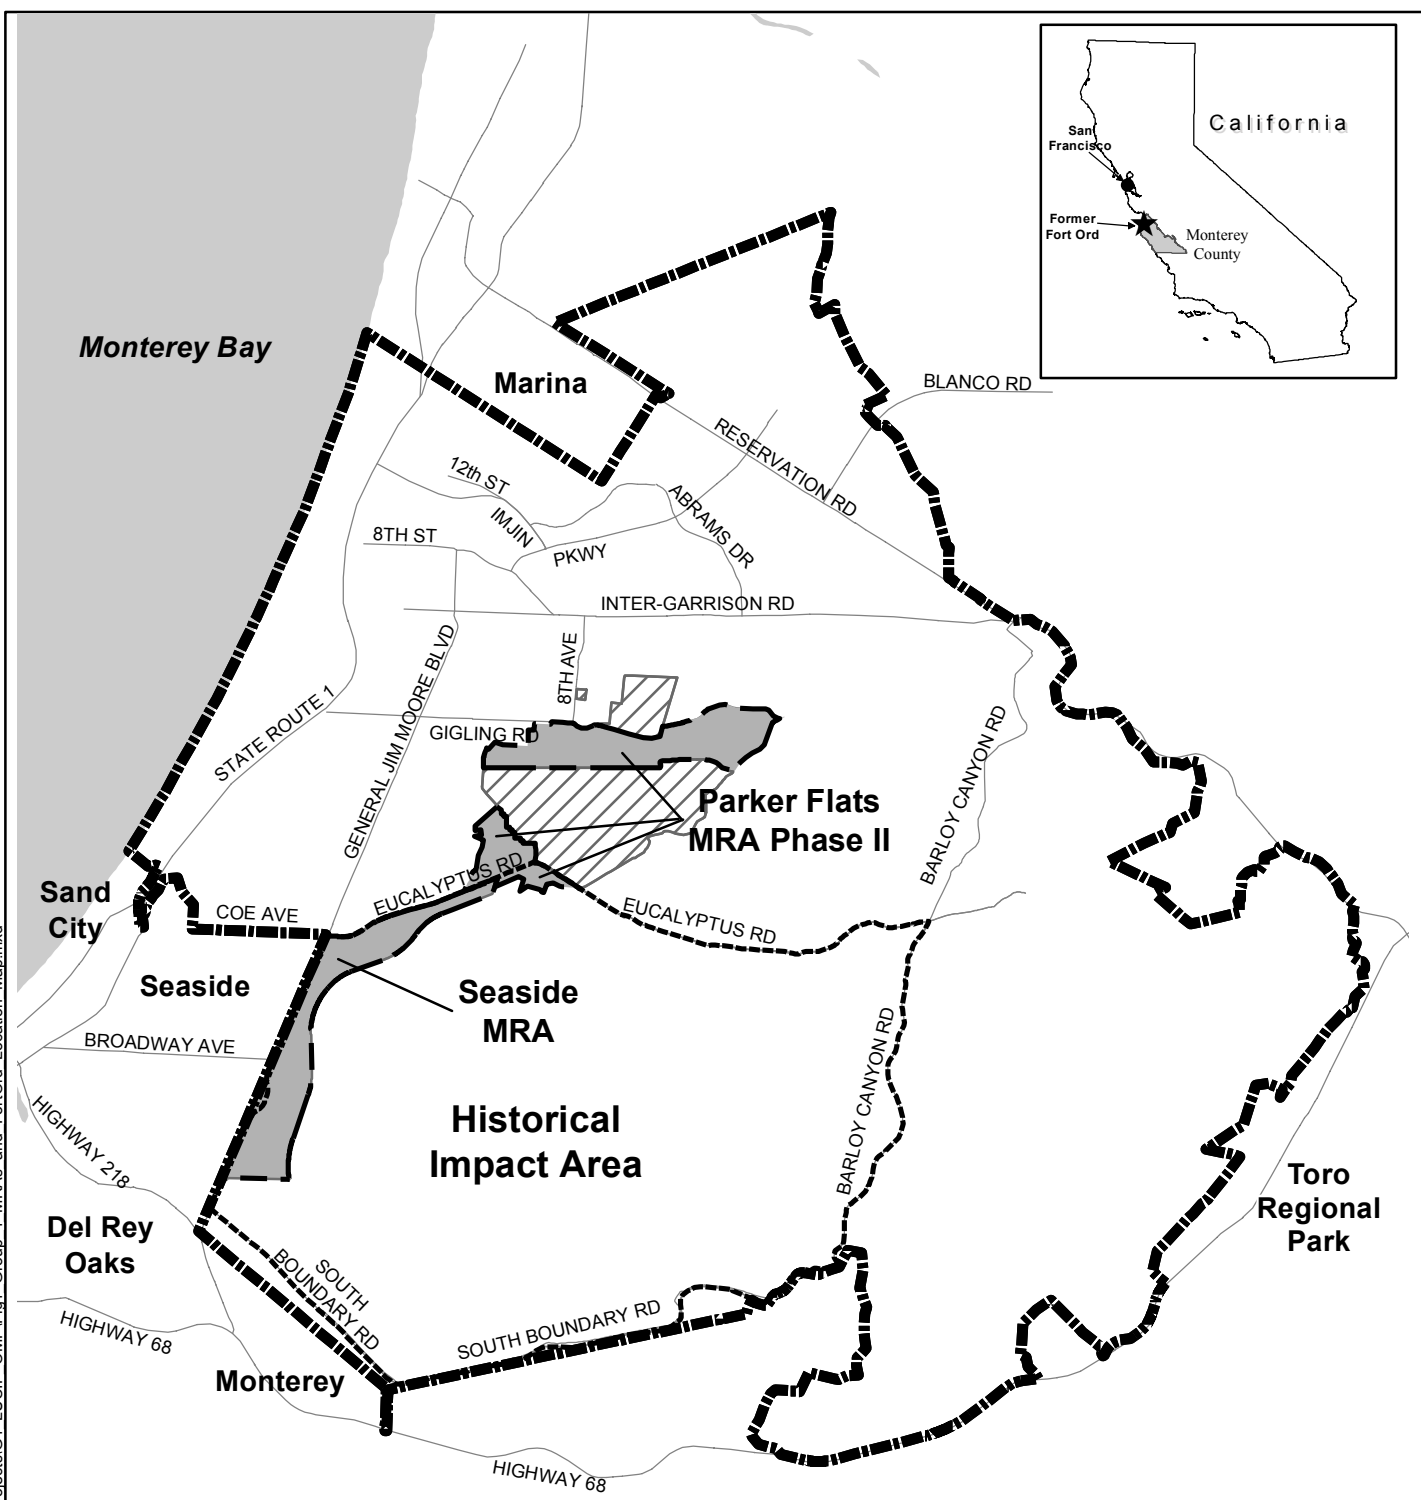 California
San
Francisco
Former
Fort Ord
Monterey
County
Monterey Bay
Marina
BLANCO RD
RESERVATION RD
12th ST
IMJIN
PKWY
ABRAMS DR
8TH ST
INTER-GARRISON RD
8TH AVE
GENERAL JIM MOORE BLVD
STATE ROUTE 1
GIGLING RD
BARLOY CANYON RD
Parker Flats
MRA Phase II
EUCALYPTUS RD
EUCALYPTUS RD
Sand
City
COE AVE
Seaside
Seaside
MRA
BROADWAY AVE
BARLOY CANYON RD
Historical
Impact Area
HIGHWAY 218
Toro
Regional
Park
Del Rey
Oaks
SOUTH
BOUNDARY RD
SOUTH BOUNDARY RD
HIGHWAY 68
Monterey
HIGHWAY 68